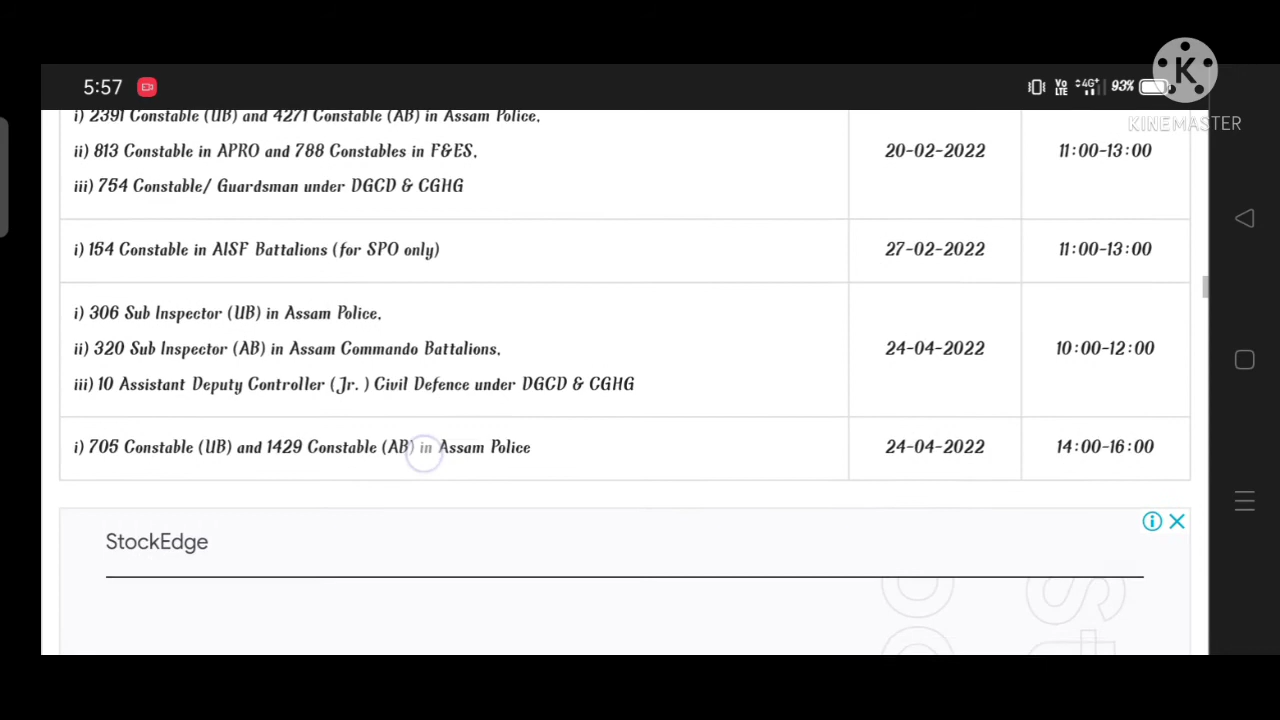 5:57
Vo LTE 4G+ 93%
K
KINEMASTER
i) 2391 Constable (UB) and 4271 Constable (AB) in Assam Police,
ii) 813 Constable in APRO and 788 Constables in F&ES,
iii) 754 Constable/ Guardsman under DGCD & CGHG
20-02-2022
11:00-13:00
i) 154 Constable in AISF Battalions (for SPO only)
27-02-2022
11:00-13:00
i) 306 Sub Inspector (UB) in Assam Police,
ii) 320 Sub Inspector (AB) in Assam Commando Battalions,
iii) 10 Assistant Deputy Controller (Jr. ) Civil Defence under DGCD & CGHG
24-04-2022
10:00-12:00
i) 705 Constable (UB) and 1429 Constable (AB) in Assam Police
24-04-2022
14:00-16:00
StockEdge